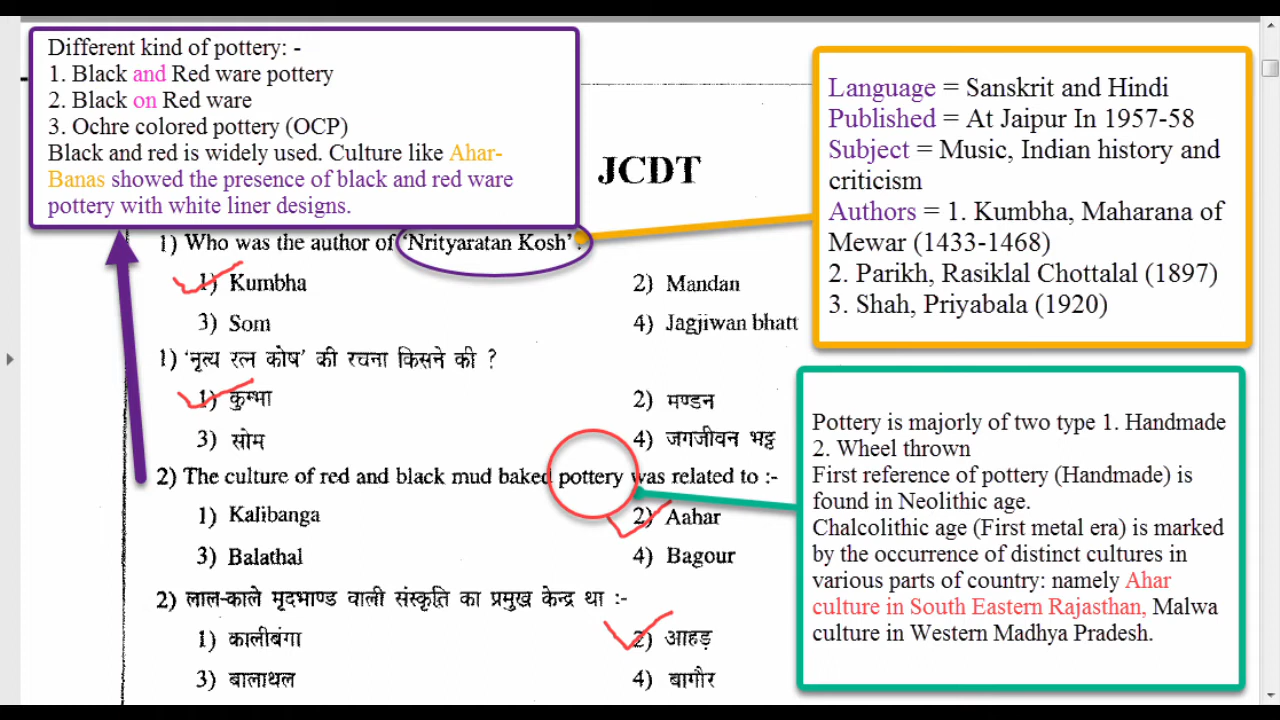 Different kind of pottery: -
1. Black and Red ware pottery
2. Black on Red ware
3. Ochre colored pottery (OCP)
Black and red is widely used. Culture like Ahar-
Banas showed the presence of black and red ware
pottery with white liner designs.
Language = Sanskrit and Hindi
Published = At Jaipur In 1957-58
Subject = Music, Indian history and
criticism
Authors = 1. Kumbha, Maharana of
Mewar (1433-1468)
2. Parikh, Rasiklal Chottalal (1897)
3. Shah, Priyabala (1920)
JCDT
1) Who was the author of ‘Nrityaratan Kosh’?
1) Kumbha
2) Mandan
3) Som
4) Jagjiwan bhatt
1) ‘नृत्य रत्न कोष’ की रचना किसने की ?
1) कुम्भा
2) मण्डन
3) सोम
4) जगजीवन भट्ट
2) The culture of red and black mud baked pottery was related to :-
1) Kalibanga
2) Aahar
3) Balathal
4) Bagour
2) लाल-काले मृदभाण्ड वाली संस्कृति का प्रमुख केन्द्र था :-
1) कालीबंगा
2) आहड़
3) बालाथल
4) बागौर
Pottery is majorly of two type 1. Handmade
2. Wheel thrown
First reference of pottery (Handmade) is
found in Neolithic age.
Chalcolithic age (First metal era) is marked
by the occurrence of distinct cultures in
various parts of country: namely Ahar
culture in South Eastern Rajasthan, Malwa
culture in Western Madhya Pradesh.